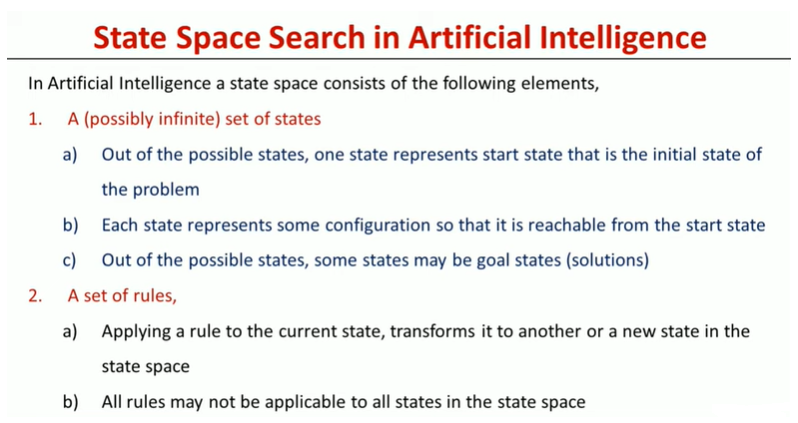 State Space Search in Artificial Intelligence
In Artificial Intelligence a state space consists of the following elements,
1. A (possibly infinite) set of states
a) Out of the possible states, one state represents start state that is the initial state of
the problem
b) Each state represents some configuration so that it is reachable from the start state
c) Out of the possible states, some states may be goal states (solutions)
2. A set of rules,
a) Applying a rule to the current state, transforms it to another or a new state in the
state space
b) All rules may not be applicable to all states in the state space